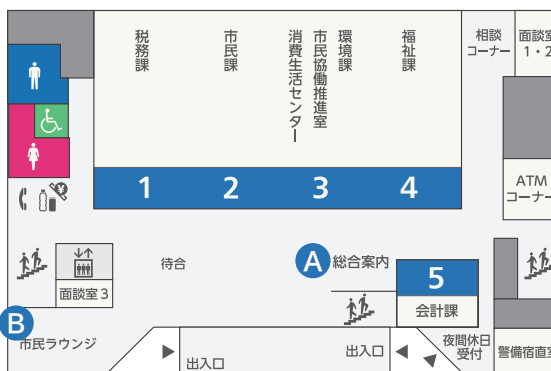 税務課
市民課
消費生活センター
市民協働推進室
環境課
福祉課
相談
コーナー
面談室
1・2
1
2
3
4
ATM
コーナー
A
総合案内
待合
面談室3
5
会計課
B
市民ラウンジ
出入口
出入口
夜間休日
受付
警備宿直室